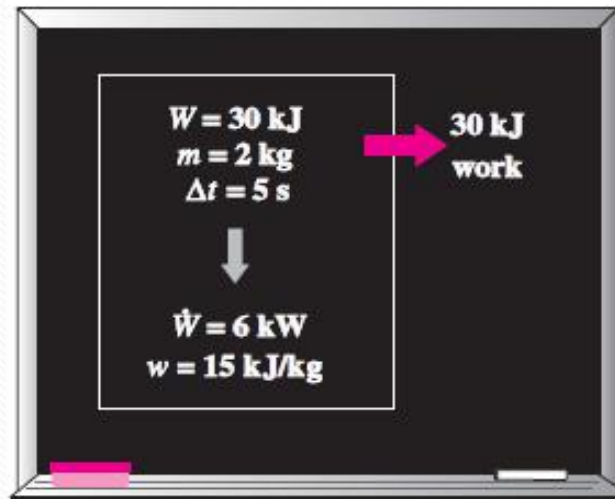 W = 30 kJ
m = 2 kg
Δt = 5 s
30 kJ
work
Ẇ = 6 kW
w = 15 kJ/kg